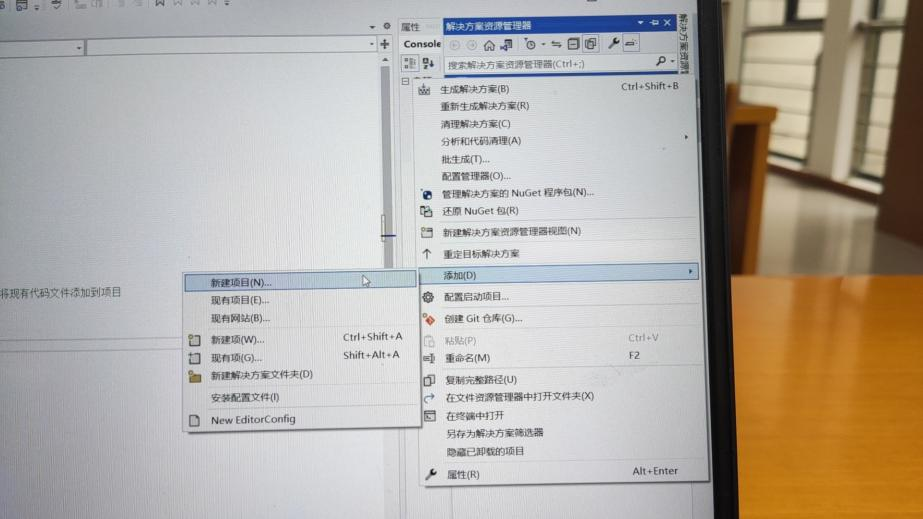 属性
解决方案资源管理器
Console
搜索解决方案资源管理器(Ctrl+;)
解决方案资源管
生成解决方案(B) Ctrl+Shift+B
重新生成解决方案(R)
清理解决方案(C)
分析和代码清理(A)
批生成(T)...
配置管理器(O)...
管理解决方案的 NuGet 程序包(N)...
还原 NuGet 包(R)
新建解决方案资源管理器视图(N)
重定目标解决方案
添加(D)
配置启动项目...
创建 Git 仓库(G)...
粘贴(P) Ctrl+V
重命名(M) F2
复制完整路径(U)
在文件资源管理器中打开文件夹(X)
在终端中打开
另存为解决方案筛选器
隐藏已卸载的项目
属性(R) Alt+Enter
新建项目(N)...
现有项目(E)...
现有网站(B)...
新建项(W)... Ctrl+Shift+A
现有项(G)... Shift+Alt+A
新建解决方案文件夹(D)
安装配置文件(I)
New EditorConfig
将现有代码文件添加到项目